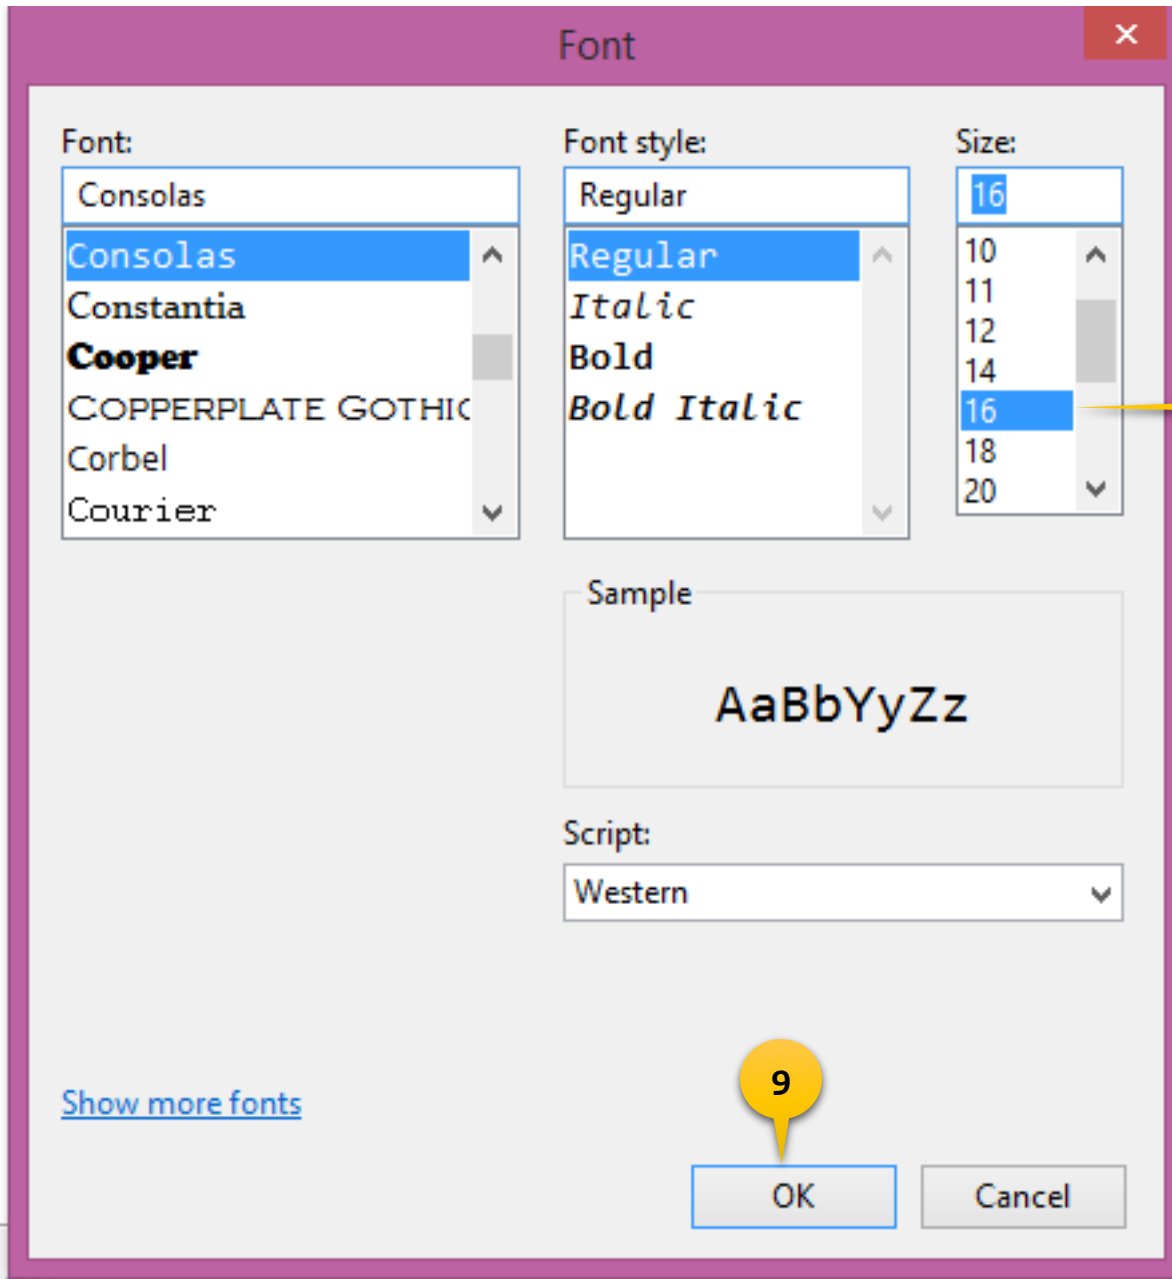 Font
Font:
Consolas
Consolas
Constantia
Cooper
COPPERPLATE GOTHIC
Corbel
Courier
Font style:
Regular
Regular
Italic
Bold
Bold Italic
Size:
16
10
11
12
14
16
18
20
Sample
AaBbYyZz
Script:
Western
Show more fonts
9
OK
Cancel